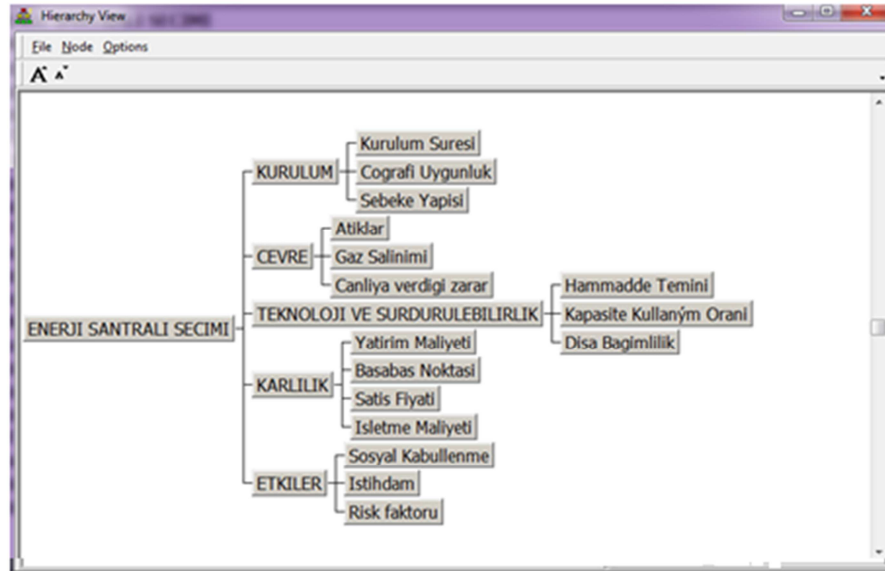 Hierarchy View
File Node Options
A A
Kurulum Suresi
KURULUM
Cografi Uygunluk
Sebeke Yapisi
Atiklar
CEVRE
Gaz Salinimi
Canliya verdigi zarar
Hammadde Temini
TEKNOLOJI VE SURDURULEBILIRLIK
Kapasite Kullaným Orani
ENERJI SANTRALI SECIMI
Disa Bagimlilik
Yatirim Maliyeti
Basabas Noktasi
KARLILIK
Satis Fiyati
Isletme Maliyeti
Sosyal Kabullenme
ETKILER
Istihdam
Risk faktoru